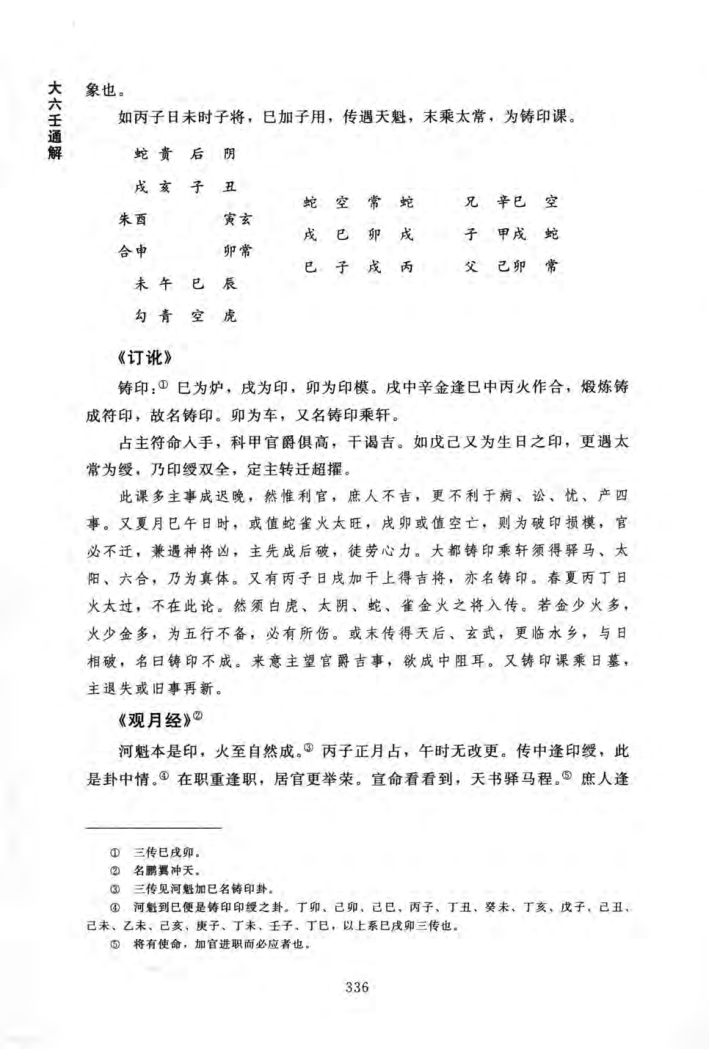 大六壬通解
象也。
如丙子日未时子将，巳加子用，传遇天魁，末乘太常，为铸印课。
蛇 贵 后 阴
戌 亥 子 丑
朱酉 寅玄
合申 卯常
未 午 巳 辰
勾 青 空 虎
蛇 空 常 蛇 兄 辛巳 空
戌 巳 卯 戌 子 甲戌 蛇
巳 子 戌 丙 父 己卯 常
《订讹》
铸印:① 巳为炉，戌为印，卯为印模。戌中辛金逢巳中丙火作合，煅炼铸
成符印，故名铸印。卯为车，又名铸印乘轩。
占主符命入手，科甲官爵俱高，干谒吉。如戊己又为生日之印，更遇太
常为绶，乃印绶双全，定主转迁超擢。
此课多主事成迟晚，然惟利官，庶人不吉，更不利于病、讼、忧、产四
事。又夏月巳午日时，或值蛇雀火太旺，戌卯或值空亡，则为破印损模，官
必不迁，兼遇神将凶，主先成后破，徒劳心力。大都铸印乘轩须得驿马、太
阳、六合，乃为真体。又有丙子日戌加干上得吉将，亦名铸印。春夏丙丁日
火太过，不在此论。然须白虎、太阴、蛇、雀金火之将入传。若金少火多，
火少金多，为五行不备，必有所伤。或末传得天后、玄武，更临水乡，与日
相破，名曰铸印不成。来意主望官爵吉事，欲成中阻耳。又铸印课乘日墓，
主退失或旧事再新。
《观月经》②
河魁本是印，火至自然成。③ 丙子正月占，午时无改更。传中逢印绶，此
是卦中情。④ 在职重逢职，居官更举荣。宣命看看到，天书驿马程。⑤ 庶人逢
① 三传巳戌卯。
② 名鹏翼冲天。
③ 三传见河魁加巳名铸印卦。
④ 河魁到巳便是铸印印绶之卦。丁卯、己卯、己巳、丙子、丁丑、癸未、丁亥、戊子、己丑、
己未、乙未、己亥、庚子、丁未、壬子、丁巳，以上系巳戌卯三传也。
⑤ 将有使命，加官进职而必应者也。
336